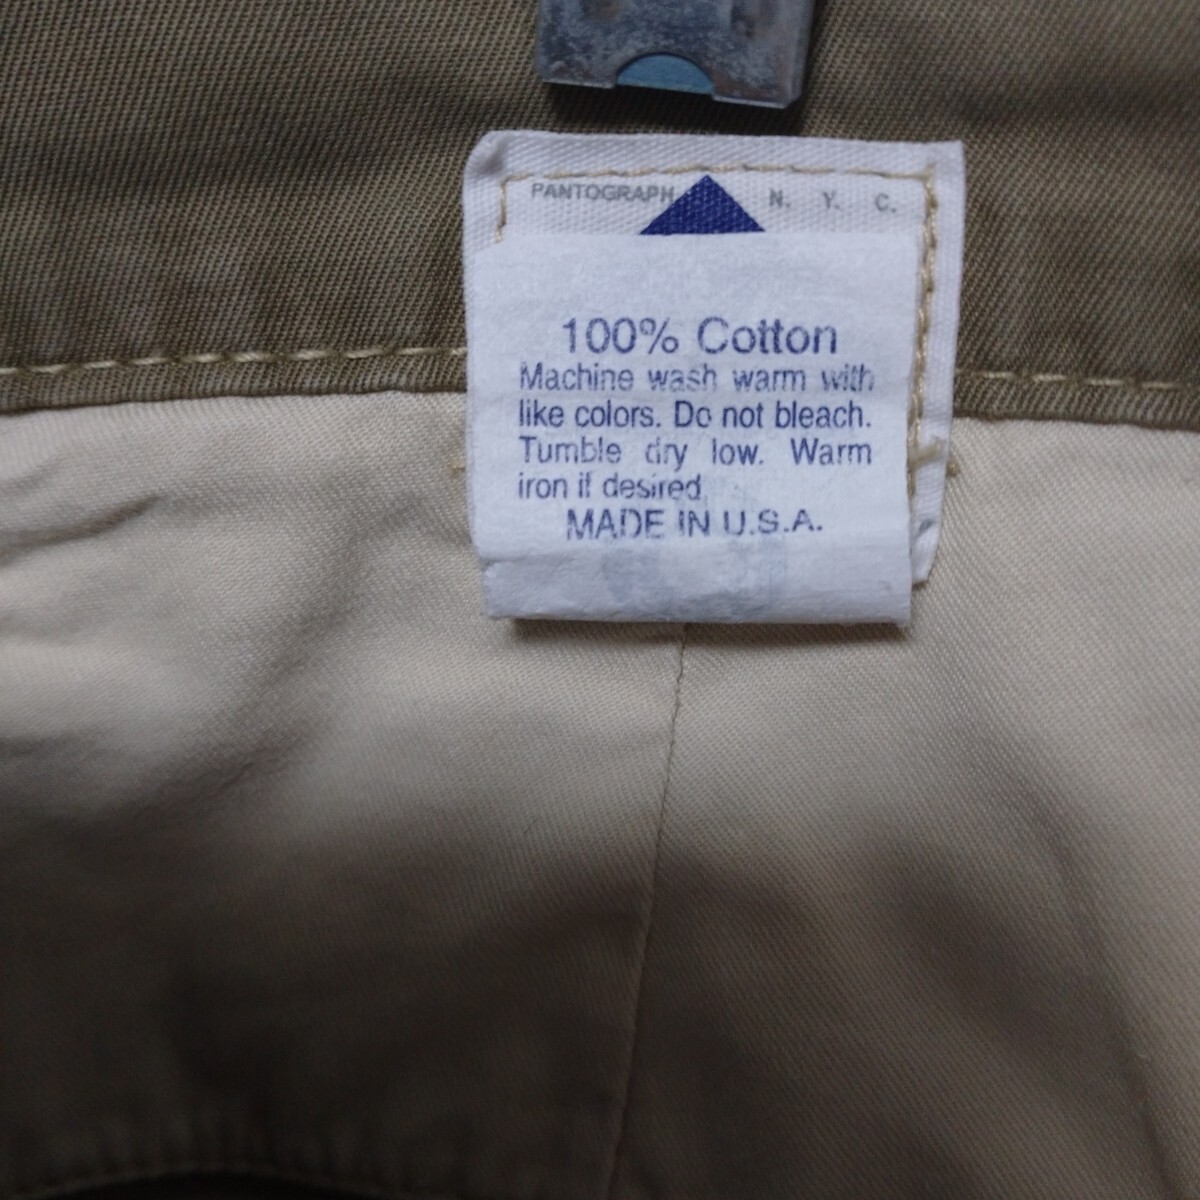 PANTOGRAPH N. Y. C.
100% Cotton
Machine wash warm with
like colors. Do not bleach.
Tumble dry low. Warm
iron if desired.
MADE IN U.S.A.